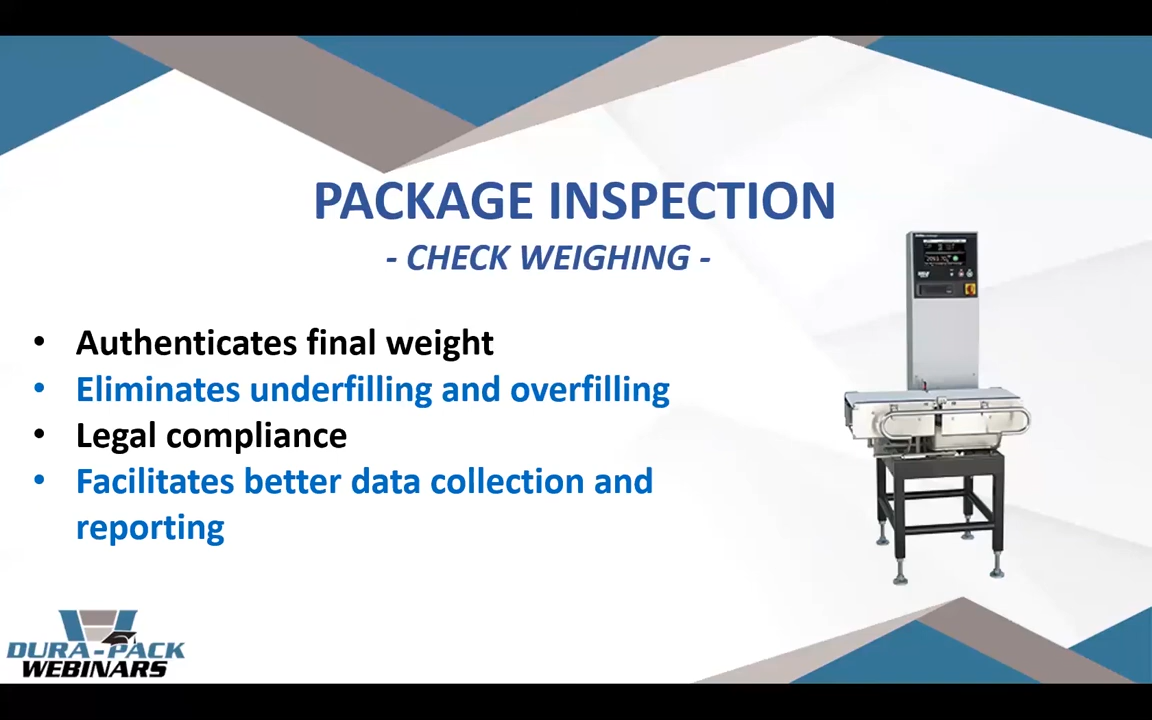 PACKAGE INSPECTION
- CHECK WEIGHING -
• Authenticates final weight
• Eliminates underfilling and overfilling
• Legal compliance
• Facilitates better data collection and
reporting
DURA-PACK
WEBINARS